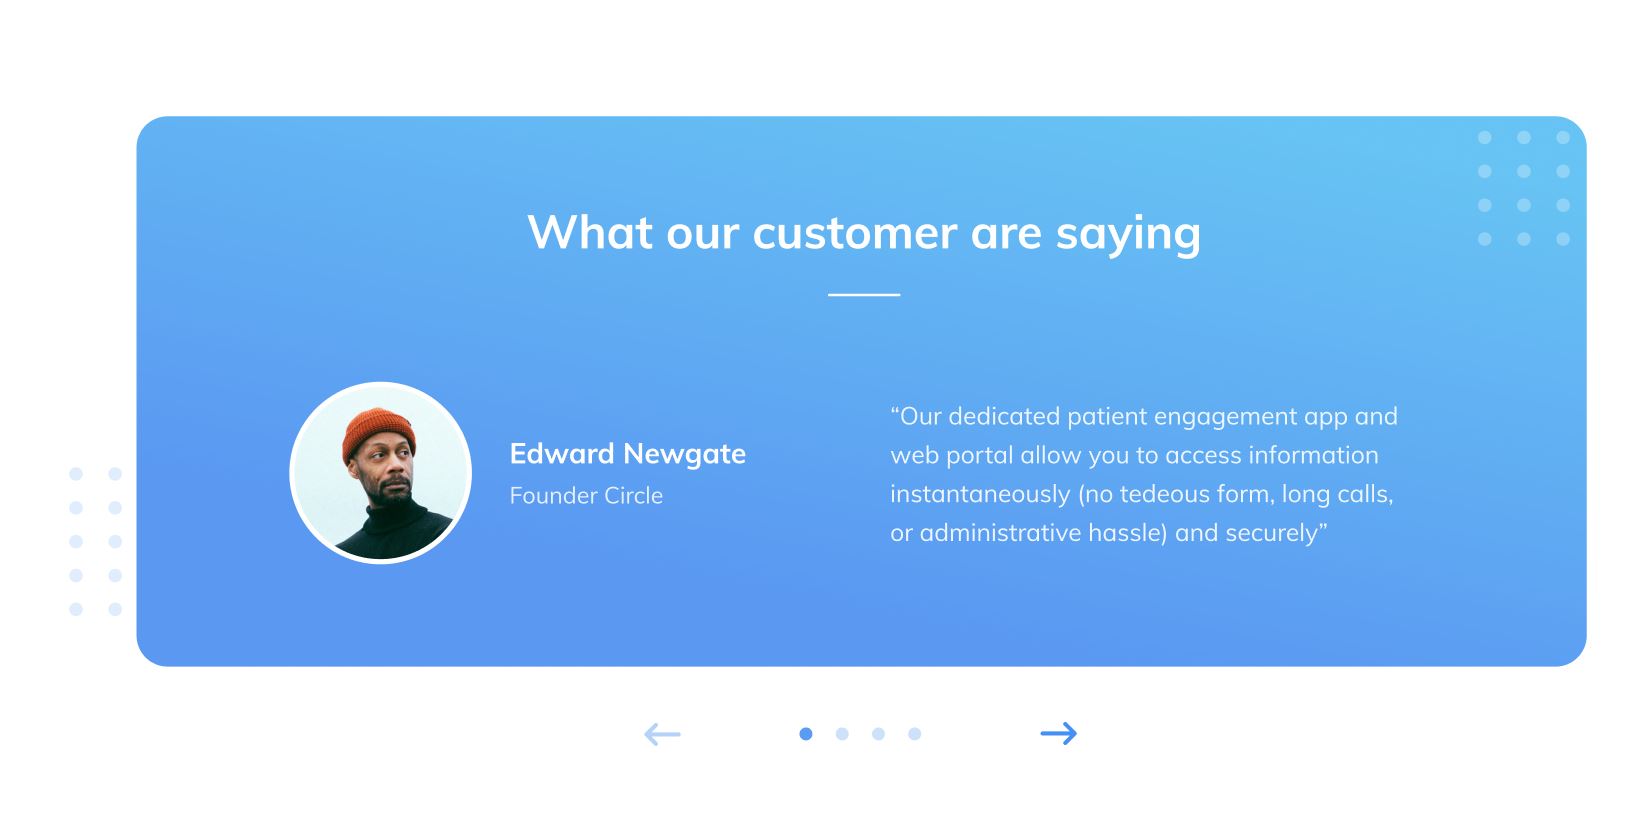 What our customer are saying
Edward Newgate
Founder Circle
“Our dedicated patient engagement app and
web portal allow you to access information
instantaneously (no tedeous form, long calls,
or administrative hassle) and securely”